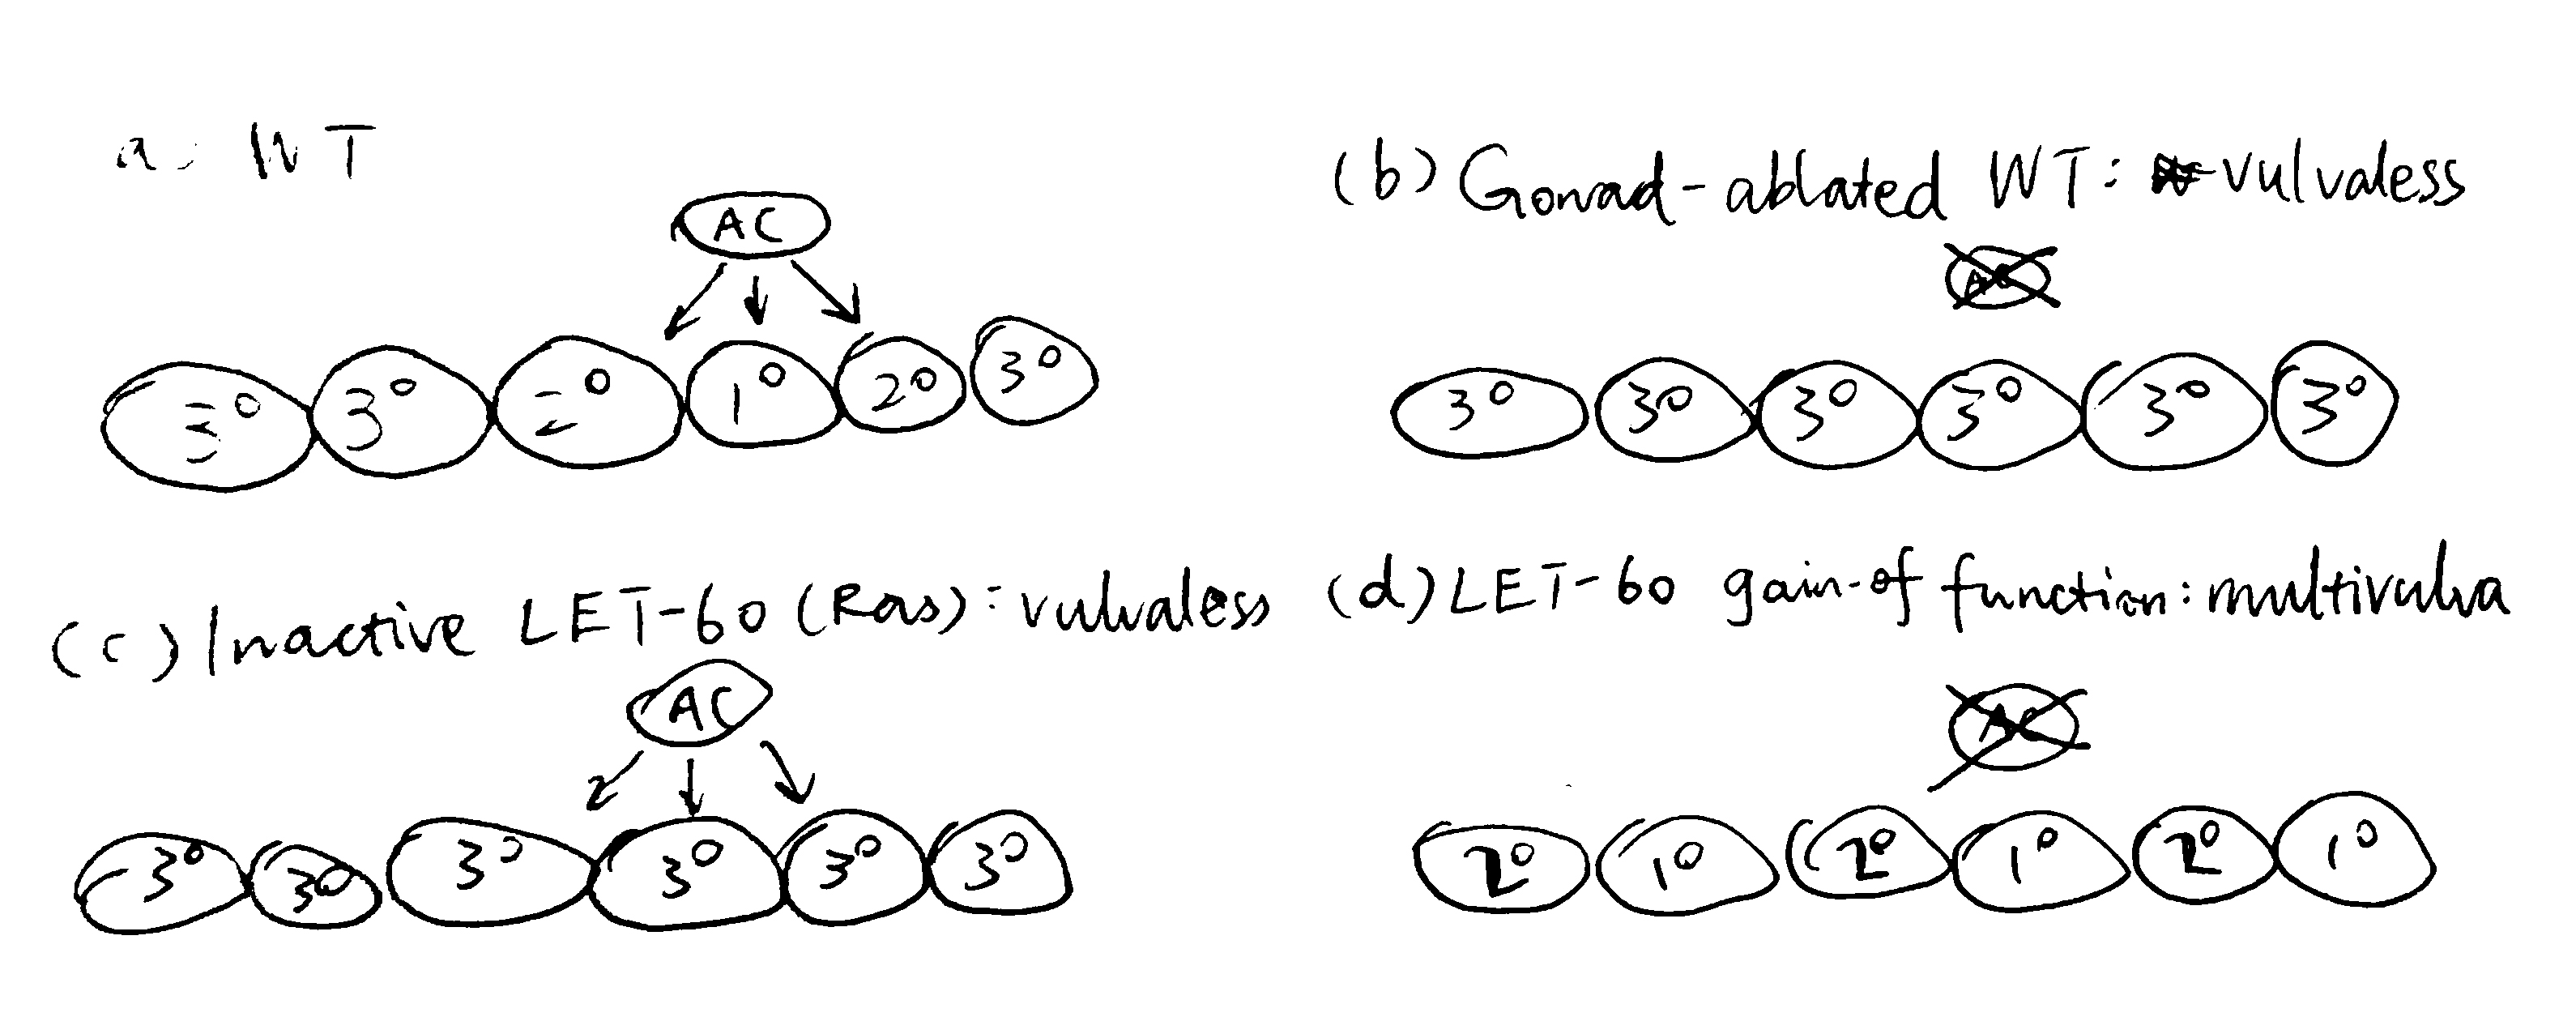 a. WT
AC
3° 3° 2° 1° 2° 3°
(b) Gonad-ablated WT: vulvaless
AC
3° 3° 3° 3° 3° 3°
(c) Inactive LET-60 (Ras): vulvaless
AC
3° 3° 3° 3° 3° 3°
(d) LET-60 gain-of function: multivulva
AC
2° 1° 2° 1° 2° 1°